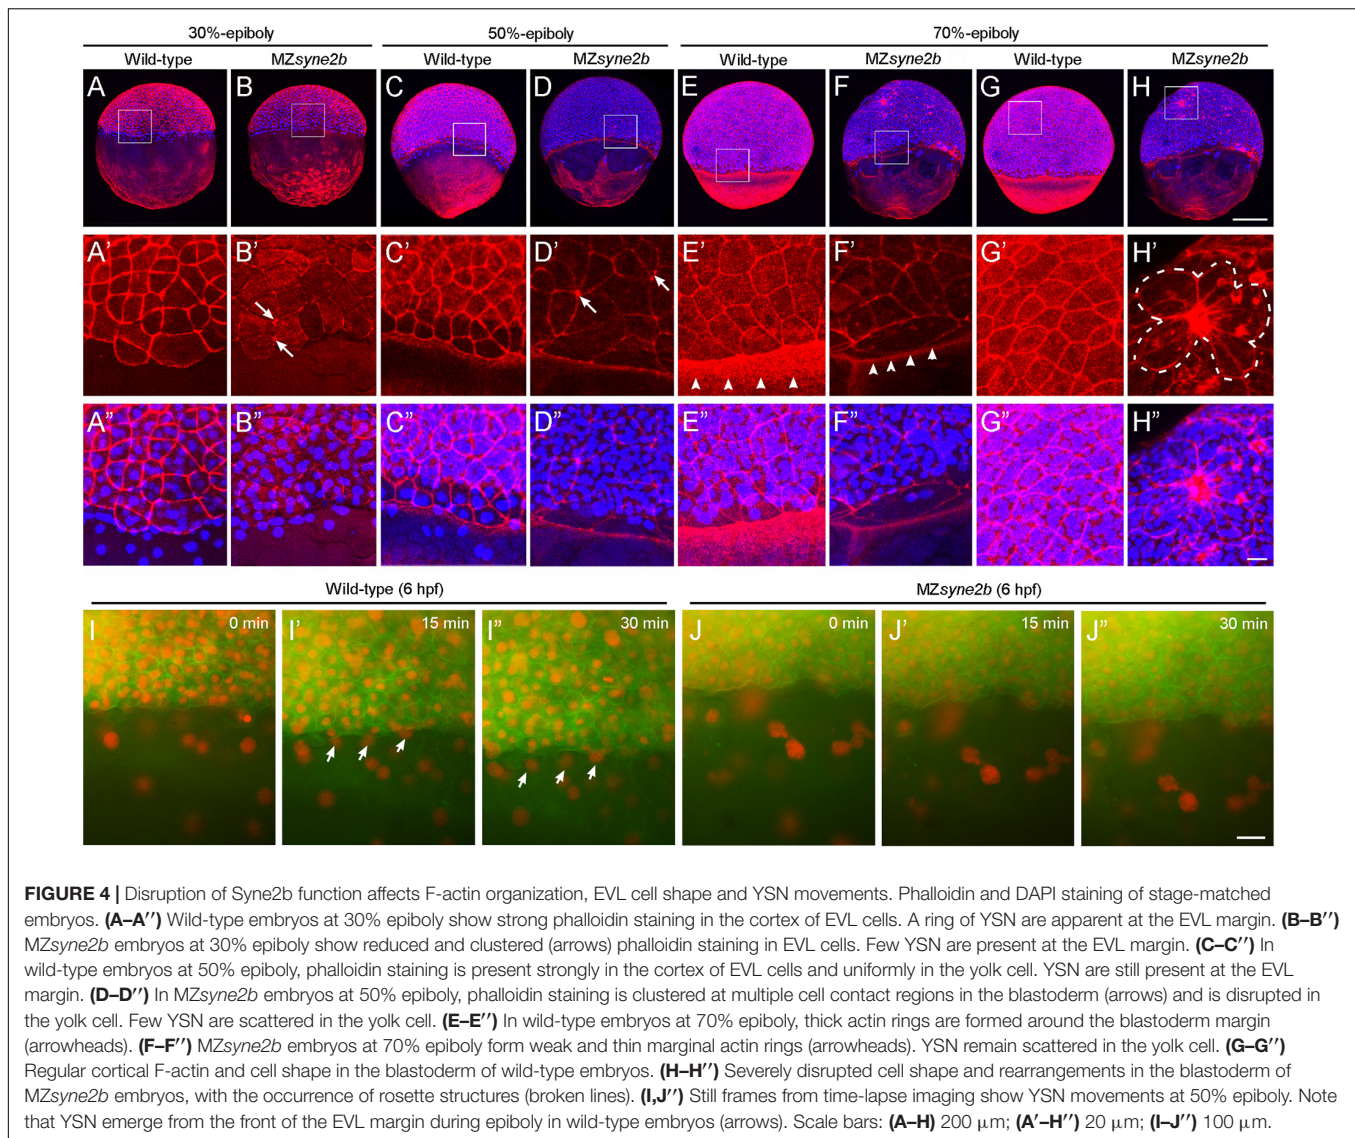 30%-epiboly 50%-epiboly 70%-epiboly
Wild-type MZsyne2b Wild-type MZsyne2b Wild-type MZsyne2b Wild-type MZsyne2b
A B C D E F G H
A’ B’ C’ D’ E’ F’ G’ H’
A” B” C” D” E” F” G” H”
Wild-type (6 hpf) MZsyne2b (6 hpf)
I 0 min I’ 15 min I” 30 min J 0 min J’ 15 min J” 30 min
FIGURE 4 | Disruption of Syne2b function affects F-actin organization, EVL cell shape and YSN movements. Phalloidin and DAPI staining of stage-matched
embryos. (A–A′′) Wild-type embryos at 30% epiboly show strong phalloidin staining in the cortex of EVL cells. A ring of YSN are apparent at the EVL margin. (B–B′′)
MZsyne2b embryos at 30% epiboly show reduced and clustered (arrows) phalloidin staining in EVL cells. Few YSN are present at the EVL margin. (C–C′′) In
wild-type embryos at 50% epiboly, phalloidin staining is present strongly in the cortex of EVL cells and uniformly in the yolk cell. YSN are still present at the EVL
margin. (D–D′′) In MZsyne2b embryos at 50% epiboly, phalloidin staining is clustered at multiple cell contact regions in the blastoderm (arrows) and is disrupted in
the yolk cell. Few YSN are scattered in the yolk cell. (E–E′′) In wild-type embryos at 70% epiboly, thick actin rings are formed around the blastoderm margin
(arrowheads). (F–F′′) MZsyne2b embryos at 70% epiboly form weak and thin marginal actin rings (arrowheads). YSN remain scattered in the yolk cell. (G–G′′)
Regular cortical F-actin and cell shape in the blastoderm of wild-type embryos. (H–H′′) Severely disrupted cell shape and rearrangements in the blastoderm of
MZsyne2b embryos, with the occurrence of rosette structures (broken lines). (I,J′′) Still frames from time-lapse imaging show YSN movements at 50% epiboly. Note
that YSN emerge from the front of the EVL margin during epiboly in wild-type embryos (arrows). Scale bars: (A–H) 200 μm; (A′–H′′) 20 μm; (I–J′′) 100 μm.